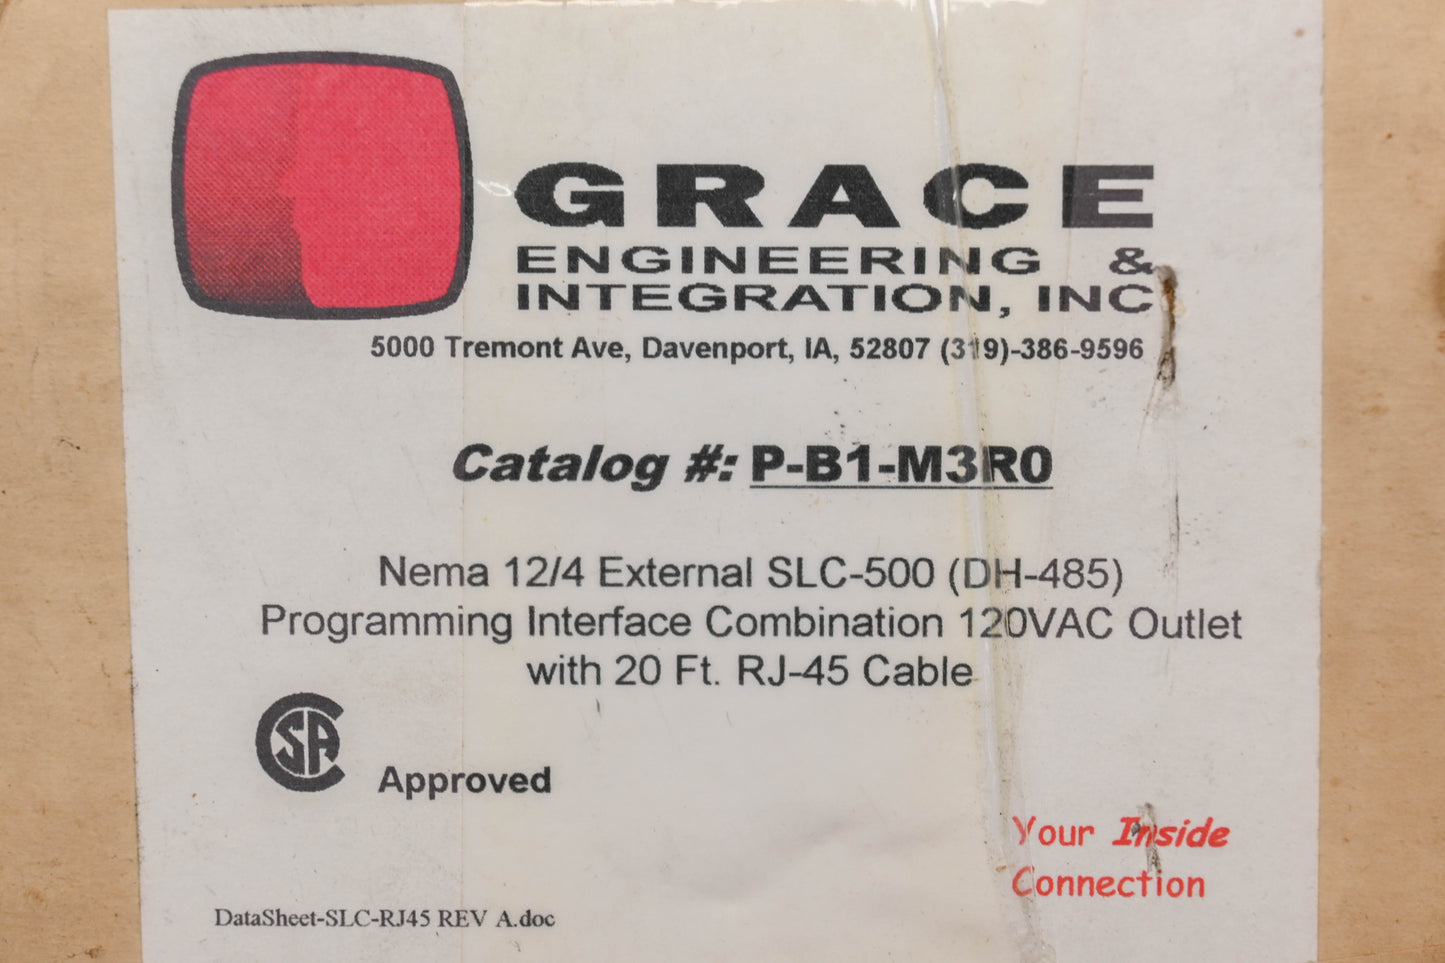 GRACE
ENGINEERING &
INTEGRATION, INC
5000 Tremont Ave, Davenport, IA, 52807 (319)-386-9596
Catalog #: P-B1-M3R0
Nema 12/4 External SLC-500 (DH-485)
Programming Interface Combination 120VAC Outlet
with 20 Ft. RJ-45 Cable
CSA
Approved
Your Inside
Connection
DataSheet-SLC-RJ45 REV A.doc